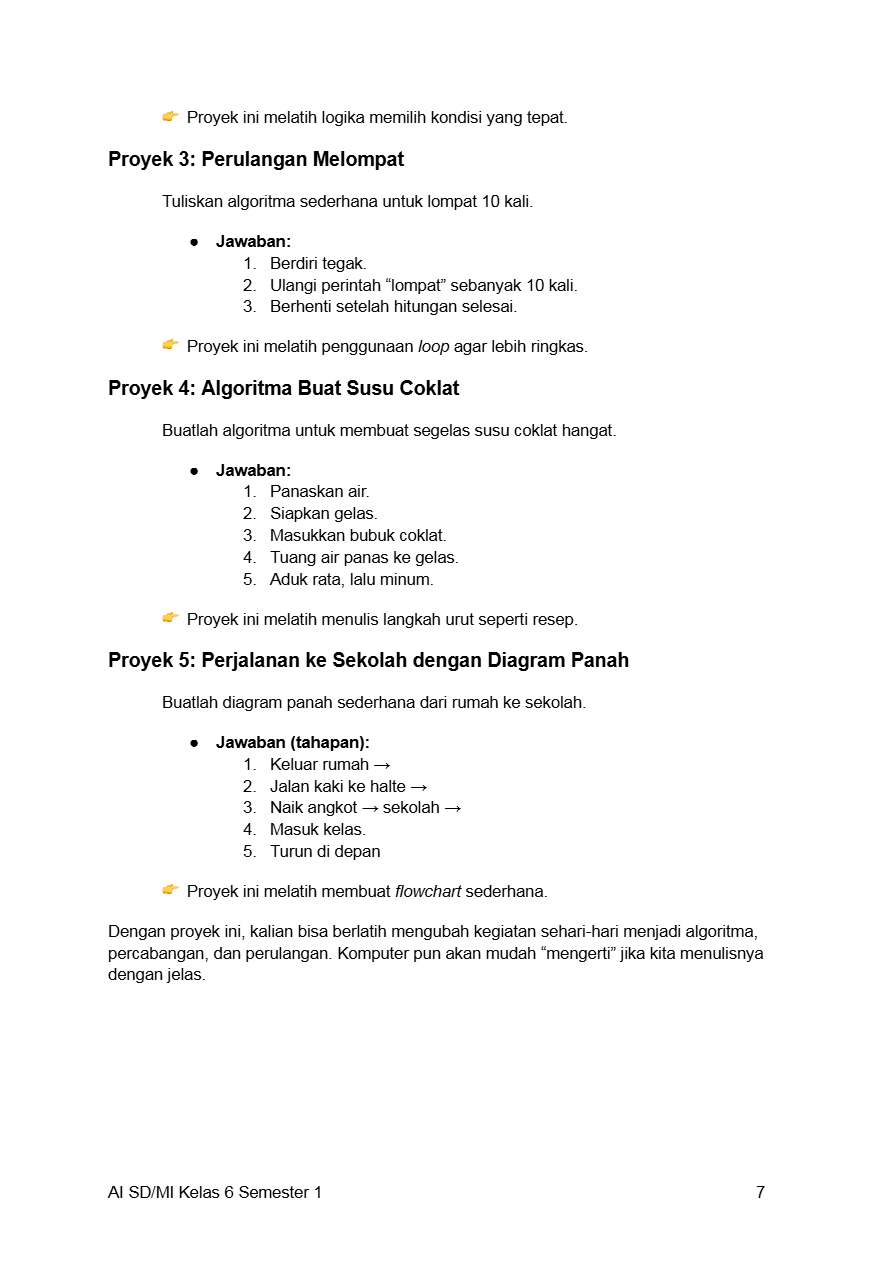 👉 Proyek ini melatih logika memilih kondisi yang tepat.
Proyek 3: Perulangan Melompat
Tuliskan algoritma sederhana untuk lompat 10 kali.
● Jawaban:
1. Berdiri tegak.
2. Ulangi perintah “lompat” sebanyak 10 kali.
3. Berhenti setelah hitungan selesai.
👉 Proyek ini melatih penggunaan loop agar lebih ringkas.
Proyek 4: Algoritma Buat Susu Coklat
Buatlah algoritma untuk membuat segelas susu coklat hangat.
● Jawaban:
1. Panaskan air.
2. Siapkan gelas.
3. Masukkan bubuk coklat.
4. Tuang air panas ke gelas.
5. Aduk rata, lalu minum.
👉 Proyek ini melatih menulis langkah urut seperti resep.
Proyek 5: Perjalanan ke Sekolah dengan Diagram Panah
Buatlah diagram panah sederhana dari rumah ke sekolah.
● Jawaban (tahapan):
1. Keluar rumah →
2. Jalan kaki ke halte →
3. Naik angkot → sekolah →
4. Masuk kelas.
5. Turun di depan
👉 Proyek ini melatih membuat flowchart sederhana.
Dengan proyek ini, kalian bisa berlatih mengubah kegiatan sehari-hari menjadi algoritma,
percabangan, dan perulangan. Komputer pun akan mudah “mengerti” jika kita menulisnya
dengan jelas.
AI SD/MI Kelas 6 Semester 1 7